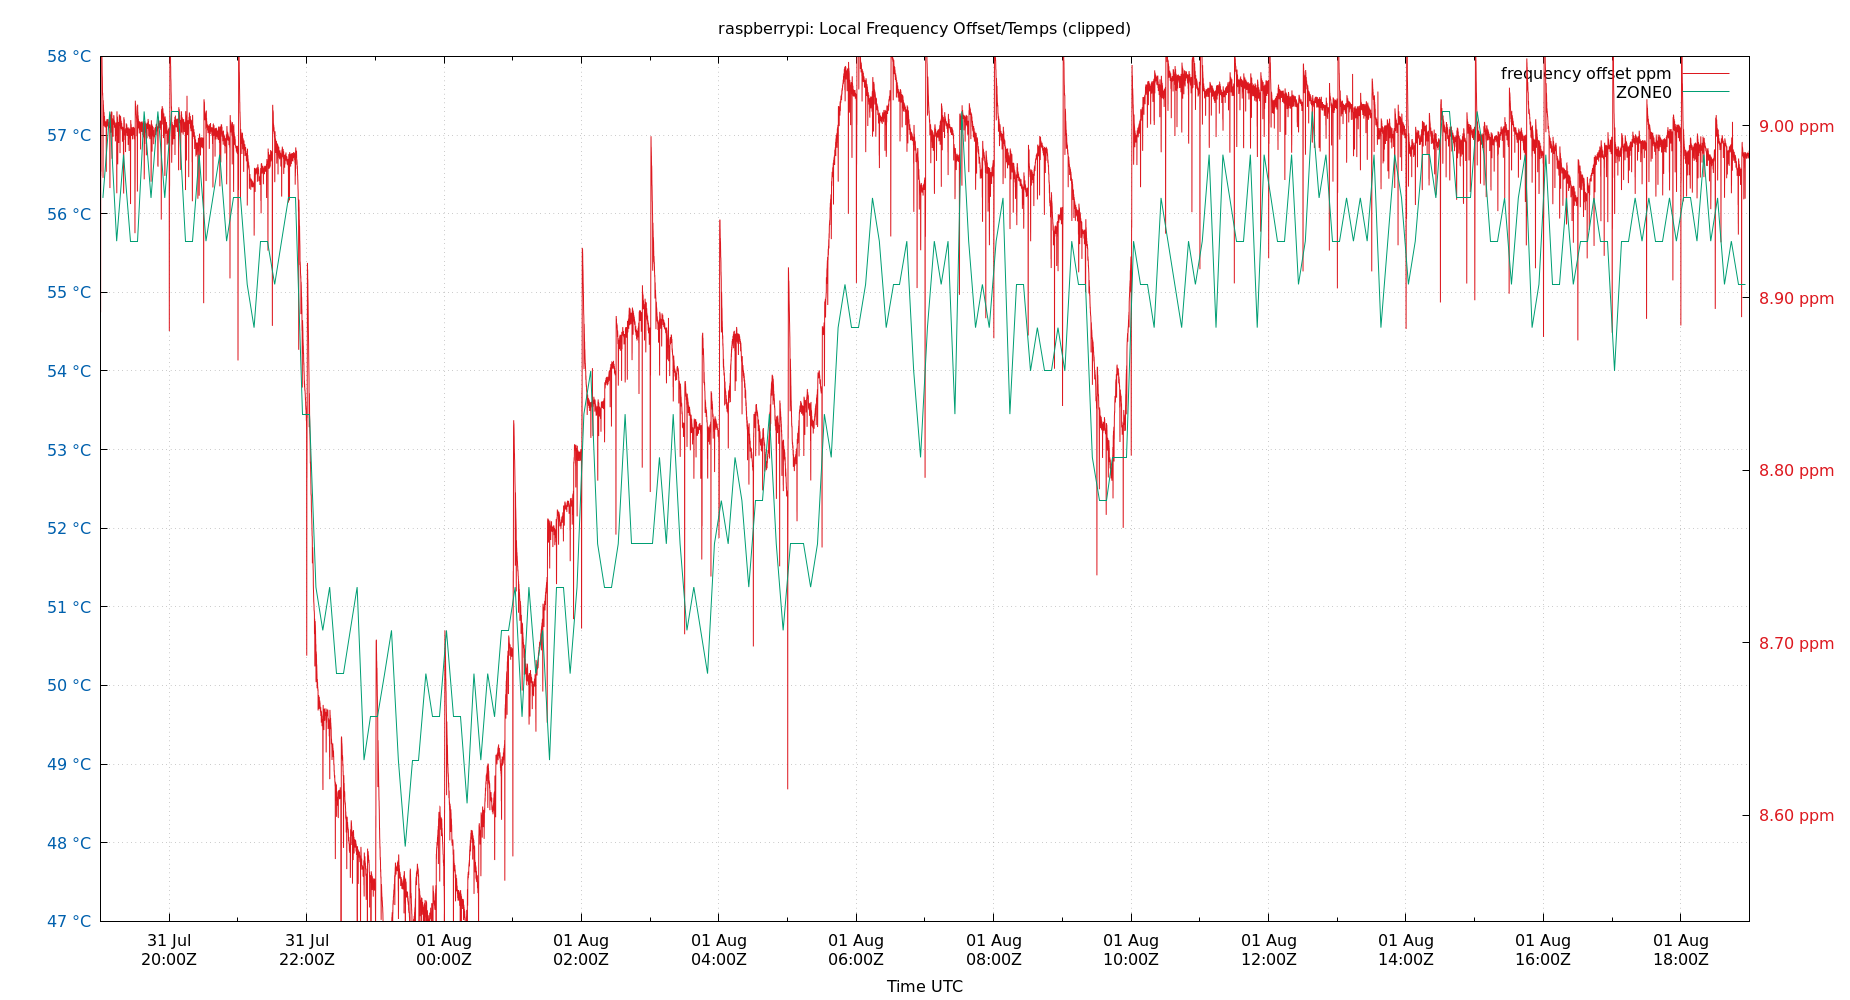 raspberrypi: Local Frequency Offset/Temps (clipped)
58 °C
57 °C
56 °C
55 °C
54 °C
53 °C
52 °C
51 °C
50 °C
49 °C
48 °C
47 °C
frequency offset ppm
ZONE0
9.00 ppm
8.90 ppm
8.80 ppm
8.70 ppm
8.60 ppm
31 Jul
20:00Z
31 Jul
22:00Z
01 Aug
00:00Z
01 Aug
02:00Z
01 Aug
04:00Z
01 Aug
06:00Z
01 Aug
08:00Z
01 Aug
10:00Z
01 Aug
12:00Z
01 Aug
14:00Z
01 Aug
16:00Z
01 Aug
18:00Z
Time UTC